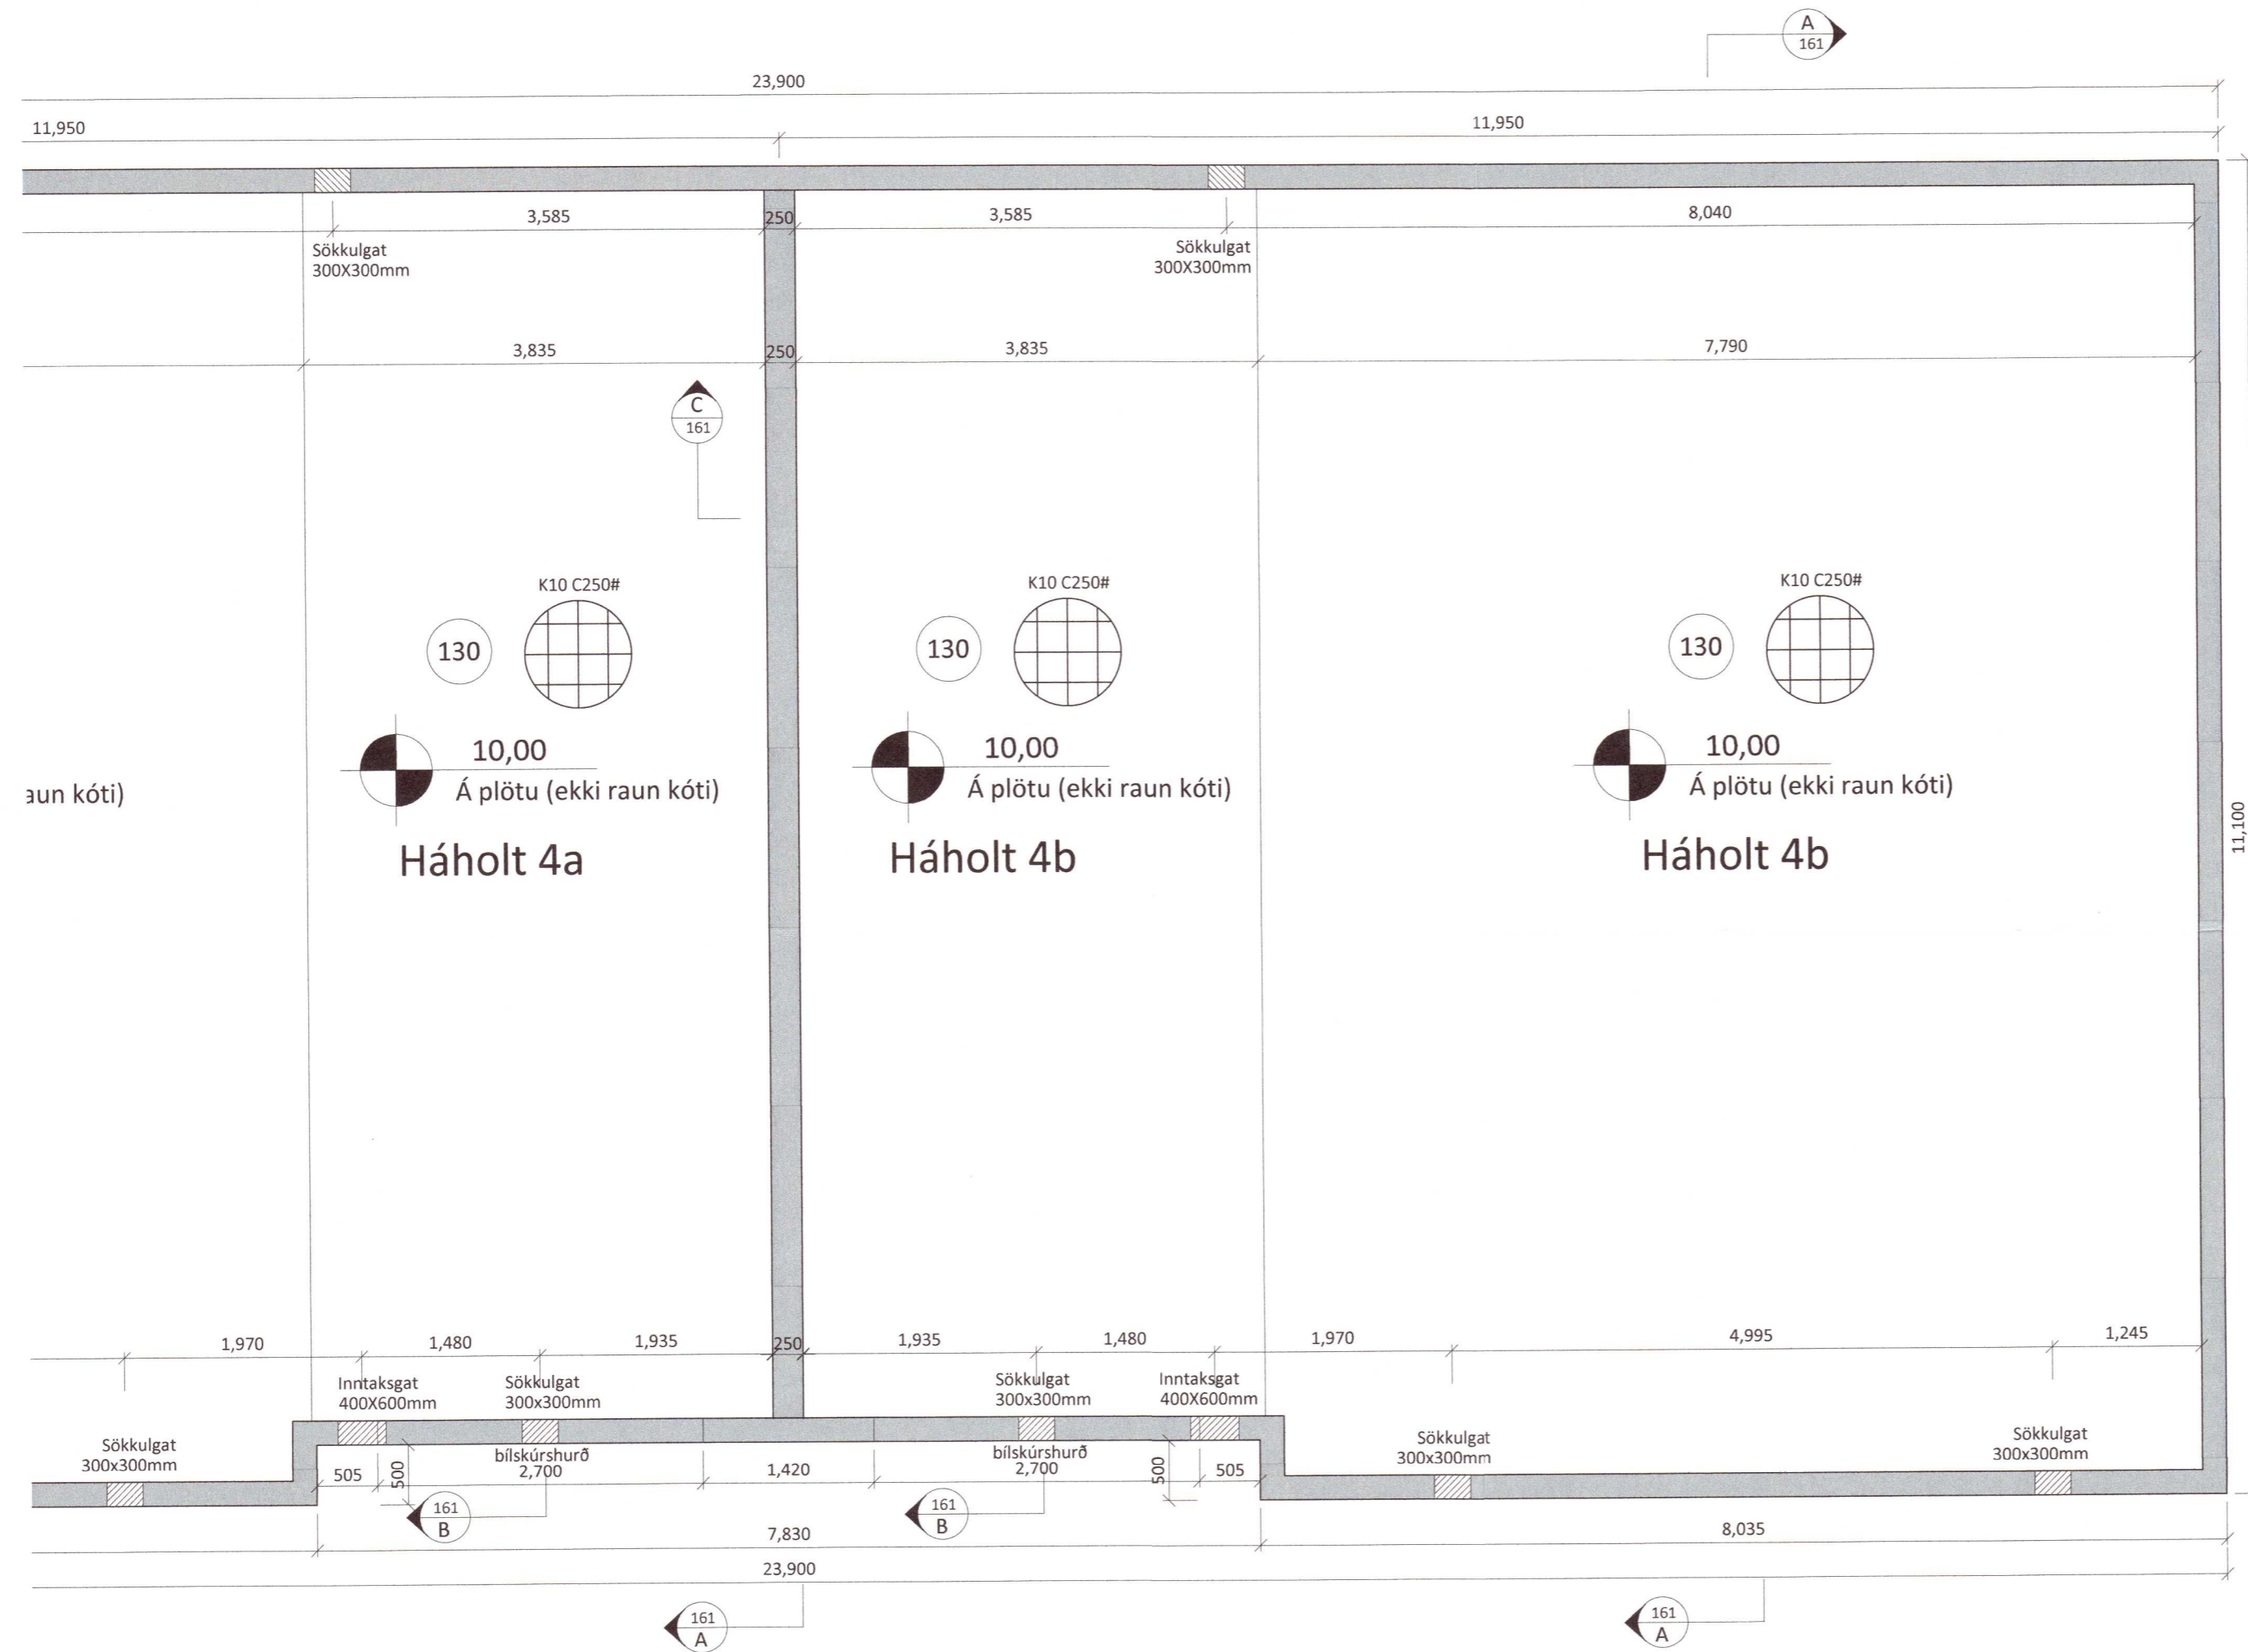 A
161
23,900
11,950
11,950
3,585
250
3,585
8,040
Sökkulgat
300X300mm
Sökkulgat
300X300mm
3,835
250
3,835
7,790
C
161
K10 C250#
K10 C250#
K10 C250#
130
130
130
10,00
Á plötu (ekki raun kóti)
10,00
Á plötu (ekki raun kóti)
10,00
Á plötu (ekki raun kóti)
aun kóti)
11,100
Háholt 4a
Háholt 4b
Háholt 4b
1,970
1,480
1,935
250
1,935
1,480
1,970
4,995
1,245
Inntaksgat
400X600mm
Sökkulgat
300x300mm
Sökkulgat
300x300mm
Inntaksgat
400X600mm
Sökkulgat
300x300mm
Sökkulgat
300x300mm
Sökkulgat
300x300mm
505
500
bílskúrshurð
2,700
1,420
bílskúrshurð
2,700
500
505
161
B
161
B
7,830
8,035
23,900
161
A
161
A